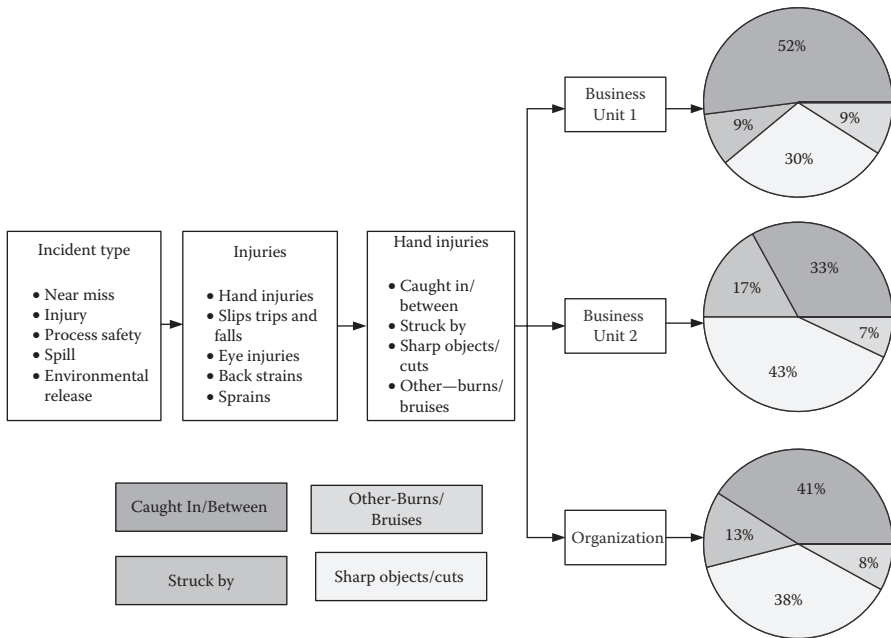 Incident type
• Near miss
• Injury
• Process safety
• Spill
• Environmental
release
Injuries
• Hand injuries
• Slips trips and
falls
• Eye injuries
• Back strains
• Sprains
Hand injuries
• Caught in/
between
• Struck by
• Sharp objects/
cuts
• Other—burns/
bruises
Business
Unit 1
52%
9%
9%
30%
Business
Unit 2
33%
17%
7%
43%
Organization
41%
13%
8%
38%
Caught In/Between
Other-Burns/
Bruises
Struck by
Sharp objects/cuts